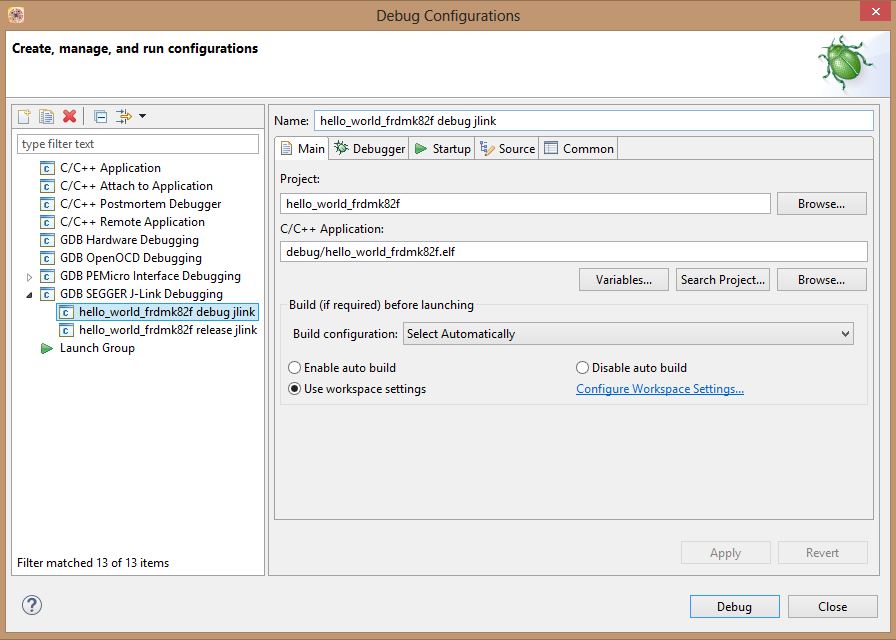 Debug Configurations
Create, manage, and run configurations
type filter text
C/C++ Application
C/C++ Attach to Application
C/C++ Postmortem Debugger
C/C++ Remote Application
GDB Hardware Debugging
GDB OpenOCD Debugging
GDB PEMicro Interface Debugging
GDB SEGGER J-Link Debugging
hello_world_frdmk82f debug jlink
hello_world_frdmk82f release jlink
Launch Group
Filter matched 13 of 13 items
Name: hello_world_frdmk82f debug jlink
Main Debugger Startup Source Common
Project:
hello_world_frdmk82f Browse...
C/C++ Application:
debug/hello_world_frdmk82f.elf
Variables... Search Project... Browse...
Build (if required) before launching
Build configuration: Select Automatically
Enable auto build Disable auto build
Use workspace settings Configure Workspace Settings...
Apply Revert
Debug Close